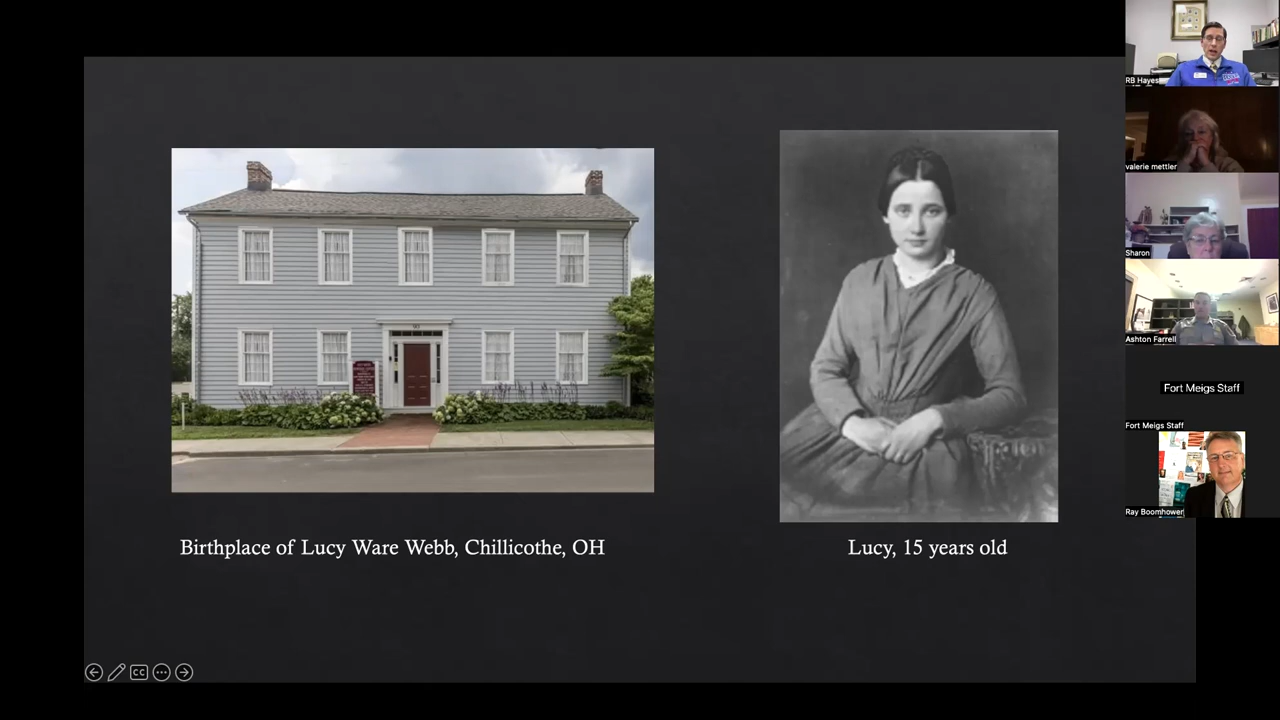 Birthplace of Lucy Ware Webb, Chillicothe, OH
Lucy, 15 years old
CC
RB Hayes
valerie mettler
Sharon
Ashton Farrell
Fort Meigs Staff
Fort Meigs Staff
Ray Boomhower